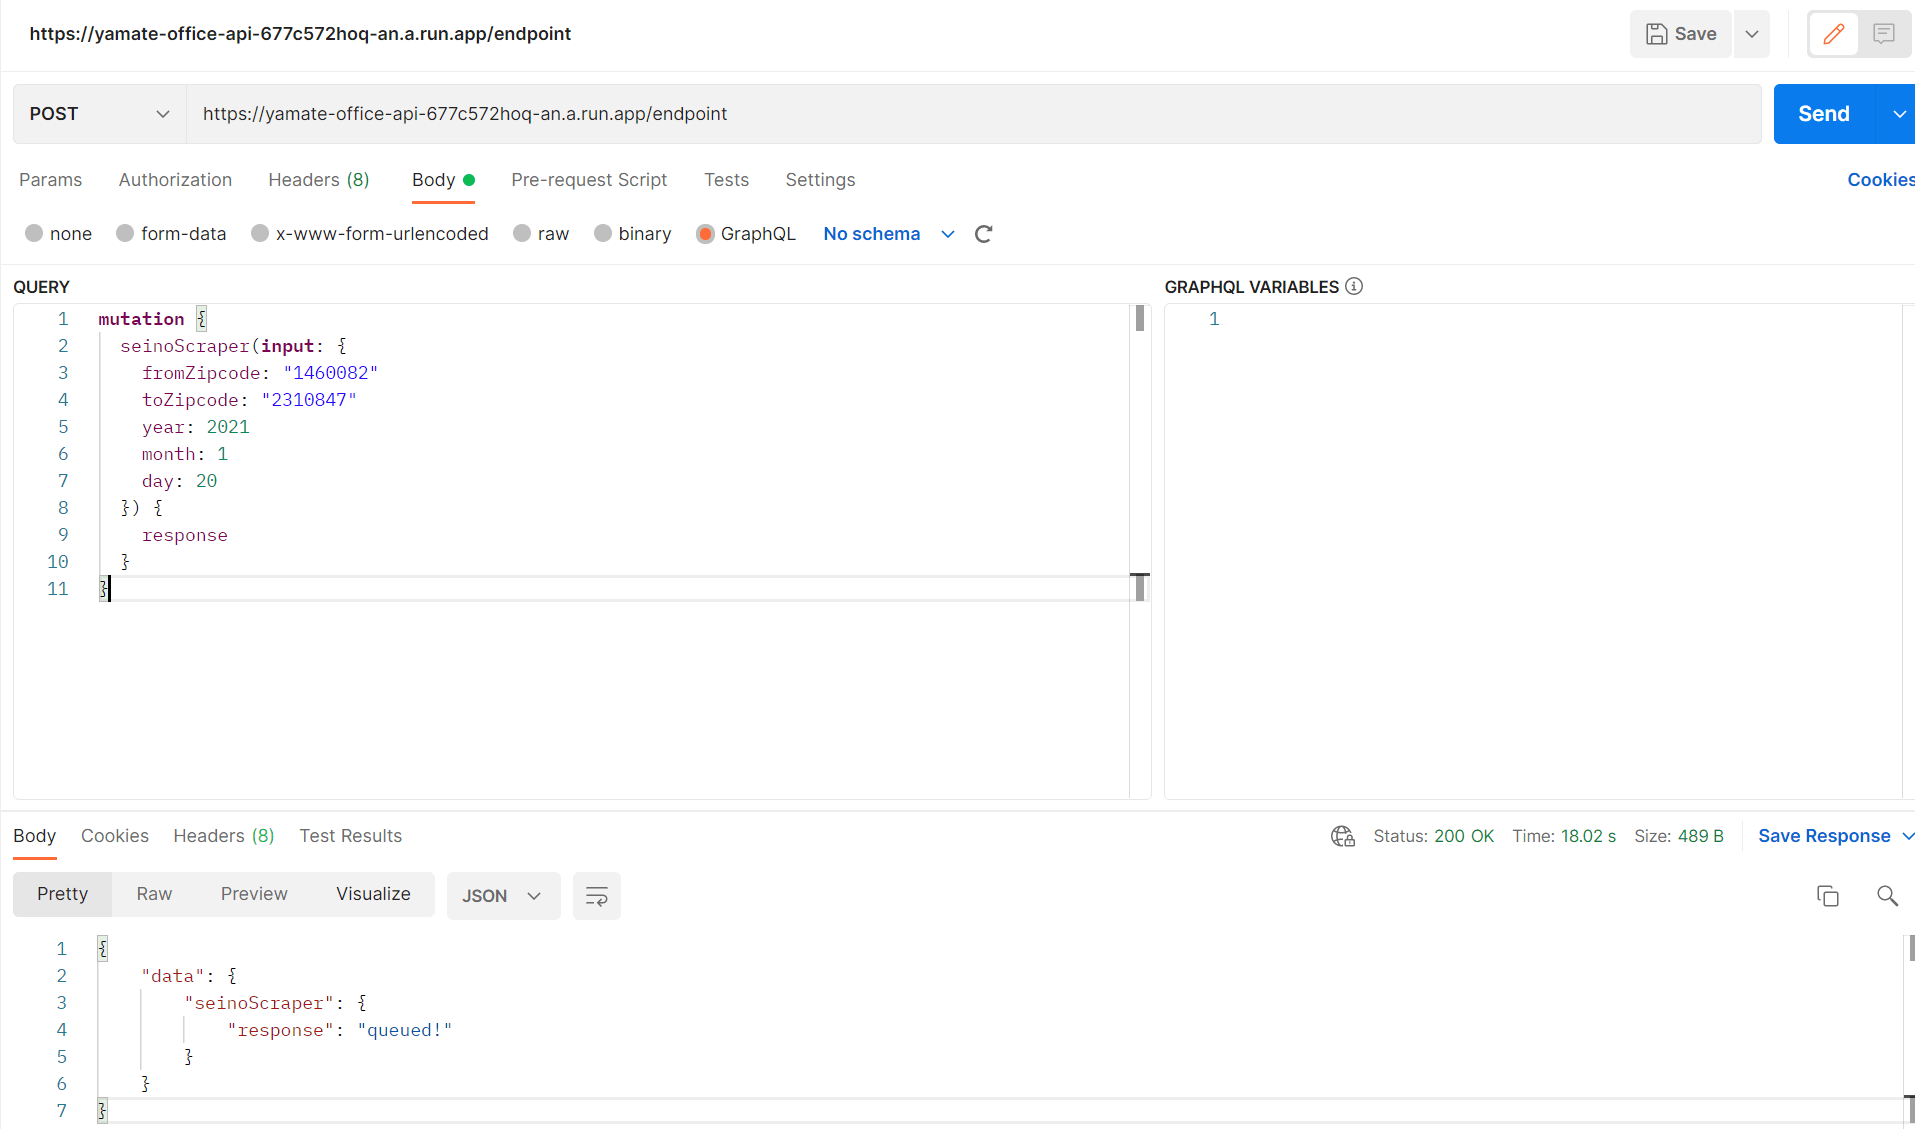 https://yamate-office-api-677c572hoq-an.a.run.app/endpoint
Save
POST
https://yamate-office-api-677c572hoq-an.a.run.app/endpoint
Send
Params Authorization Headers (8) Body Pre-request Script Tests Settings Cookies
none form-data x-www-form-urlencoded raw binary GraphQL No schema
QUERY
1 mutation {
2 seinoScraper(input: {
3 fromZipcode: "1460082"
4 toZipcode: "2310847"
5 year: 2021
6 month: 1
7 day: 20
8 }) {
9 response
10 }
11 }
GRAPHQL VARIABLES
1
Body Cookies Headers (8) Test Results Status: 200 OK Time: 18.02 s Size: 489 B Save Response
Pretty Raw Preview Visualize JSON
1 {
2 "data": {
3 "seinoScraper": {
4 "response": "queued!"
5 }
6 }
7 }